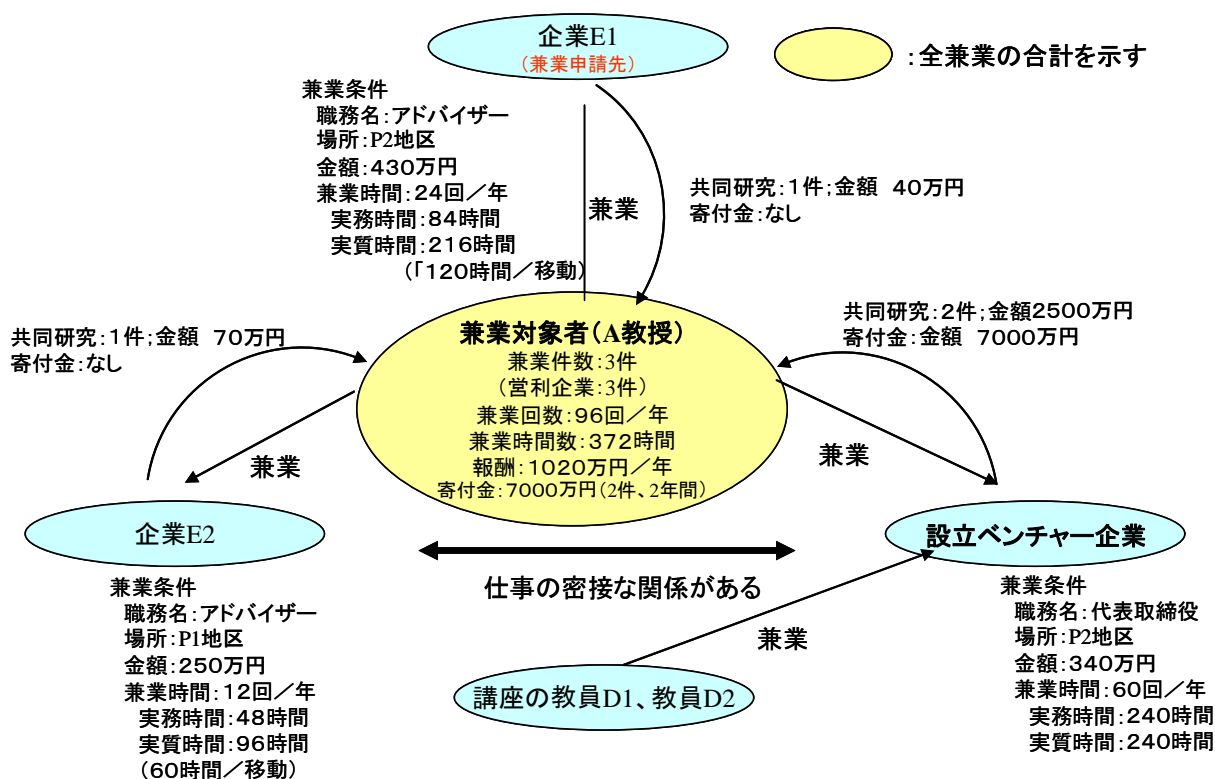 企業E1
(兼業申請先)
:全兼業の合計を示す
兼業条件
職務名:アドバイザー
場所:P2地区
金額:430万円
兼業時間:24回/年
実務時間:84時間
実質時間:216時間
(「120時間/移動)
兼業
共同研究:1件;金額 40万円
寄付金:なし
共同研究:1件;金額 70万円
寄付金:なし
兼業対象者(A教授)
兼業件数:3件
(営利企業:3件)
兼業回数:96回/年
兼業時間数:372時間
報酬:1020万円/年
寄付金:7000万円(2件、2年間)
共同研究:2件;金額2500万円
寄付金:金額 7000万円
兼業
兼業
企業E2
設立ベンチャー企業
仕事の密接な関係がある
兼業条件
職務名:アドバイザー
場所:P1地区
金額:250万円
兼業時間:12回/年
実務時間:48時間
実質時間:96時間
(60時間/移動)
兼業
講座の教員D1、教員D2
兼業条件
職務名:代表取締役
場所:P2地区
金額:340万円
兼業時間:60回/年
実務時間:240時間
実質時間:240時間